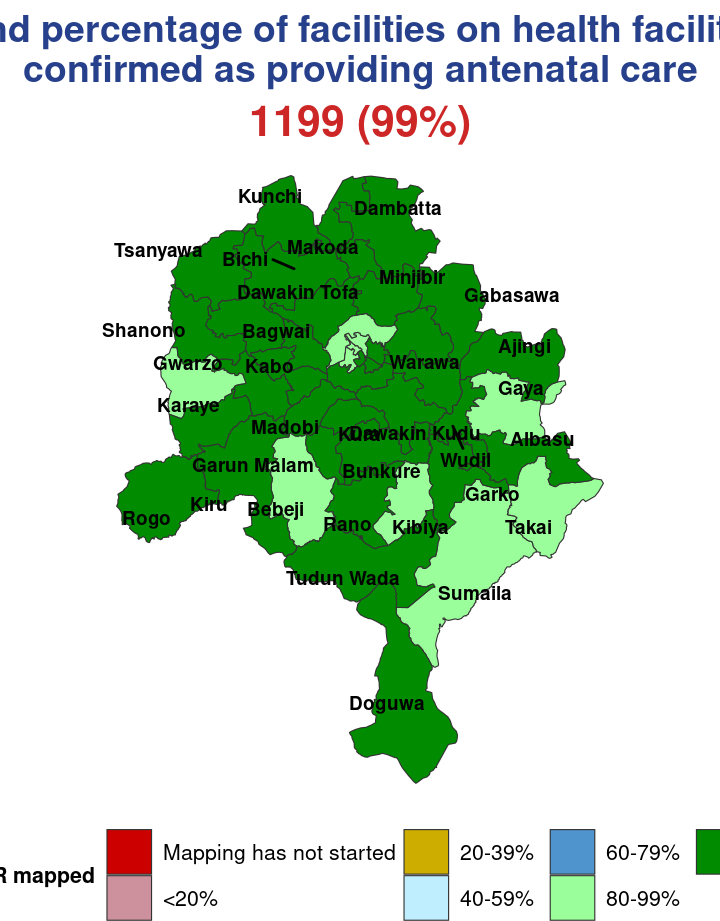 nd percentage of facilities on health facilit
confirmed as providing antenatal care
1199 (99%)
Kunchi
Dambatta
Tsanyawa
Makoda
Bichi
Minjibir
Dawakin Tofa
Gabasawa
Shanono
Bagwai
Ajingi
Gwarzo
Kabo
Warawa
Gaya
Karaye
Madobi
Kura
Dawakin Kudu
Albasu
Garun Malam
Bunkure
Wudil
Garko
Kiru
Bebeji
Rogo
Rano
Kibiya
Takai
Tudun Wada
Sumaila
Doguwa
R mapped
Mapping has not started
20-39%
60-79%
<20%
40-59%
80-99%